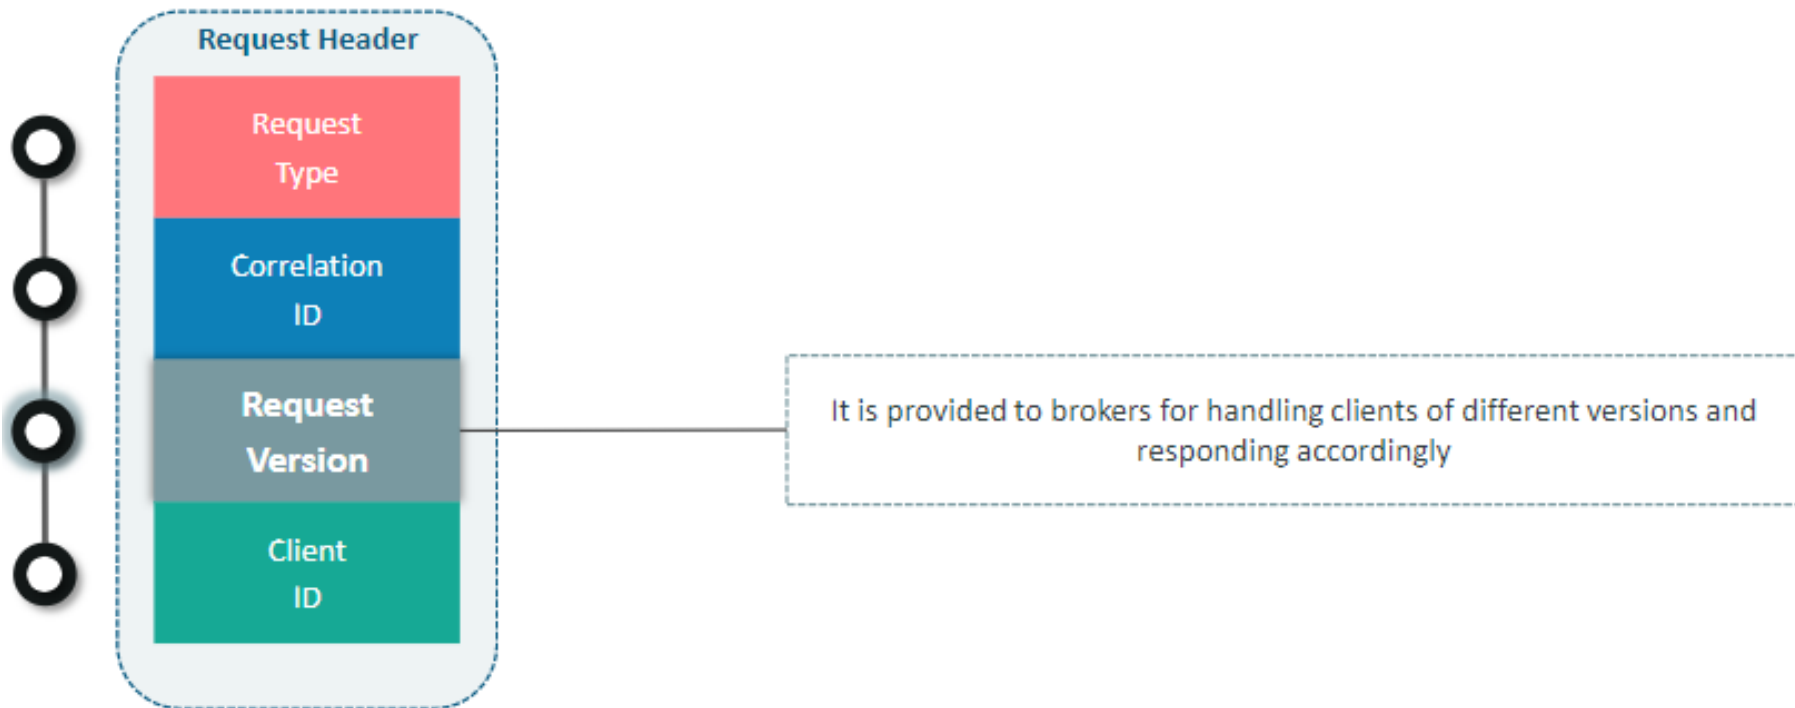 Request Header
Request
Type
Correlation
ID
Request
Version
It is provided to brokers for handling clients of different versions and
responding accordingly
Client
ID